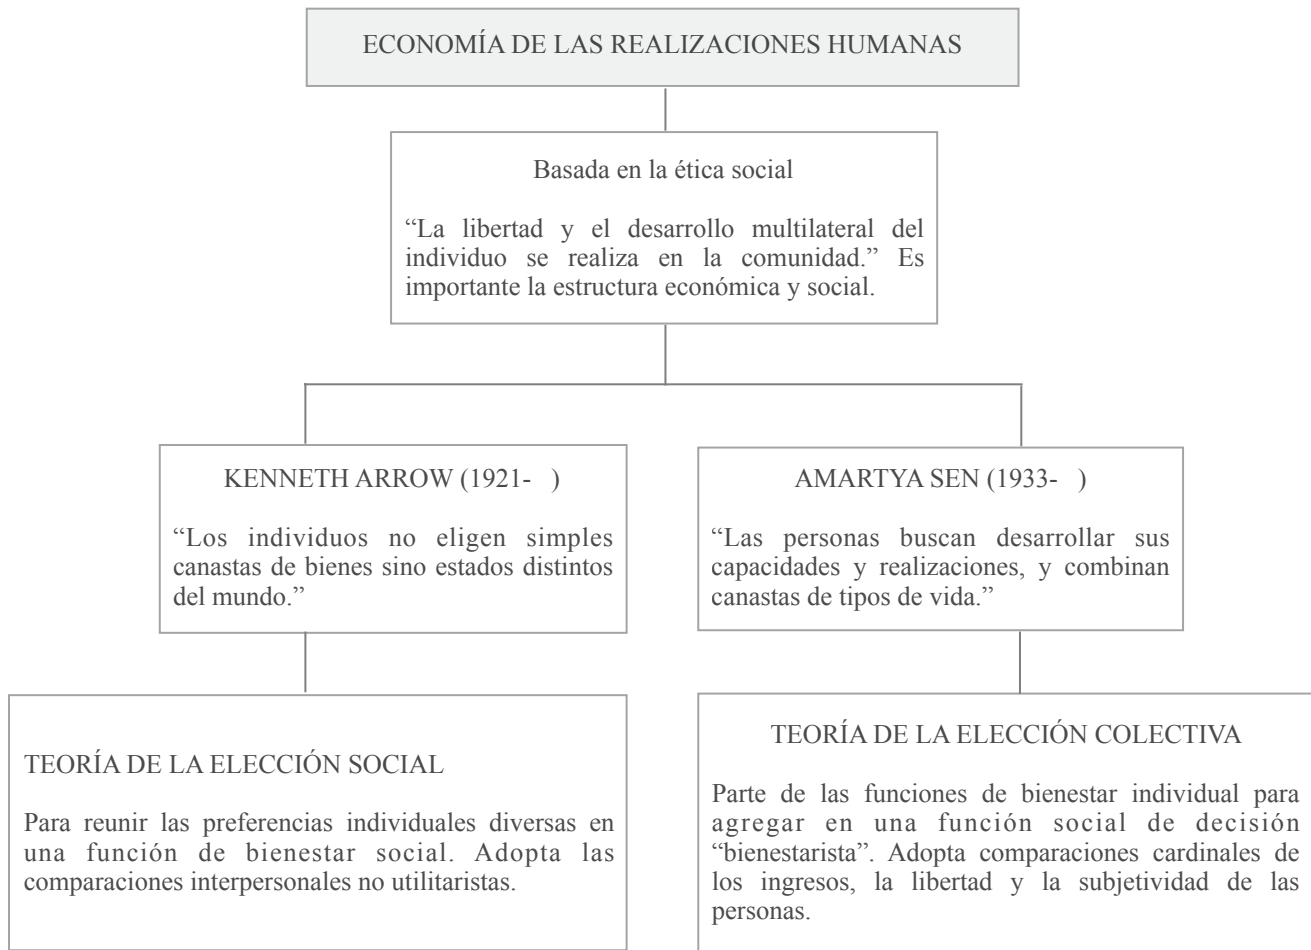 ECONOMÍA DE LAS REALIZACIONES HUMANAS
Basada en la ética social
“La libertad y el desarrollo multilateral del
individuo se realiza en la comunidad.” Es
importante la estructura económica y social.
KENNETH ARROW (1921-   )
“Los individuos no eligen simples
canastas de bienes sino estados distintos
del mundo.”
AMARTYA SEN (1933-   )
“Las personas buscan desarrollar sus
capacidades y realizaciones, y combinan
canastas de tipos de vida.”
TEORÍA DE LA ELECCIÓN SOCIAL
Para reunir las preferencias individuales diversas en
una función de bienestar social. Adopta las
comparaciones interpersonales no utilitaristas.
TEORÍA DE LA ELECCIÓN COLECTIVA
Parte de las funciones de bienestar individual para
agregar en una función social de decisión
“bienestarista”. Adopta comparaciones cardinales de
los ingresos, la libertad y la subjetividad de las
personas.